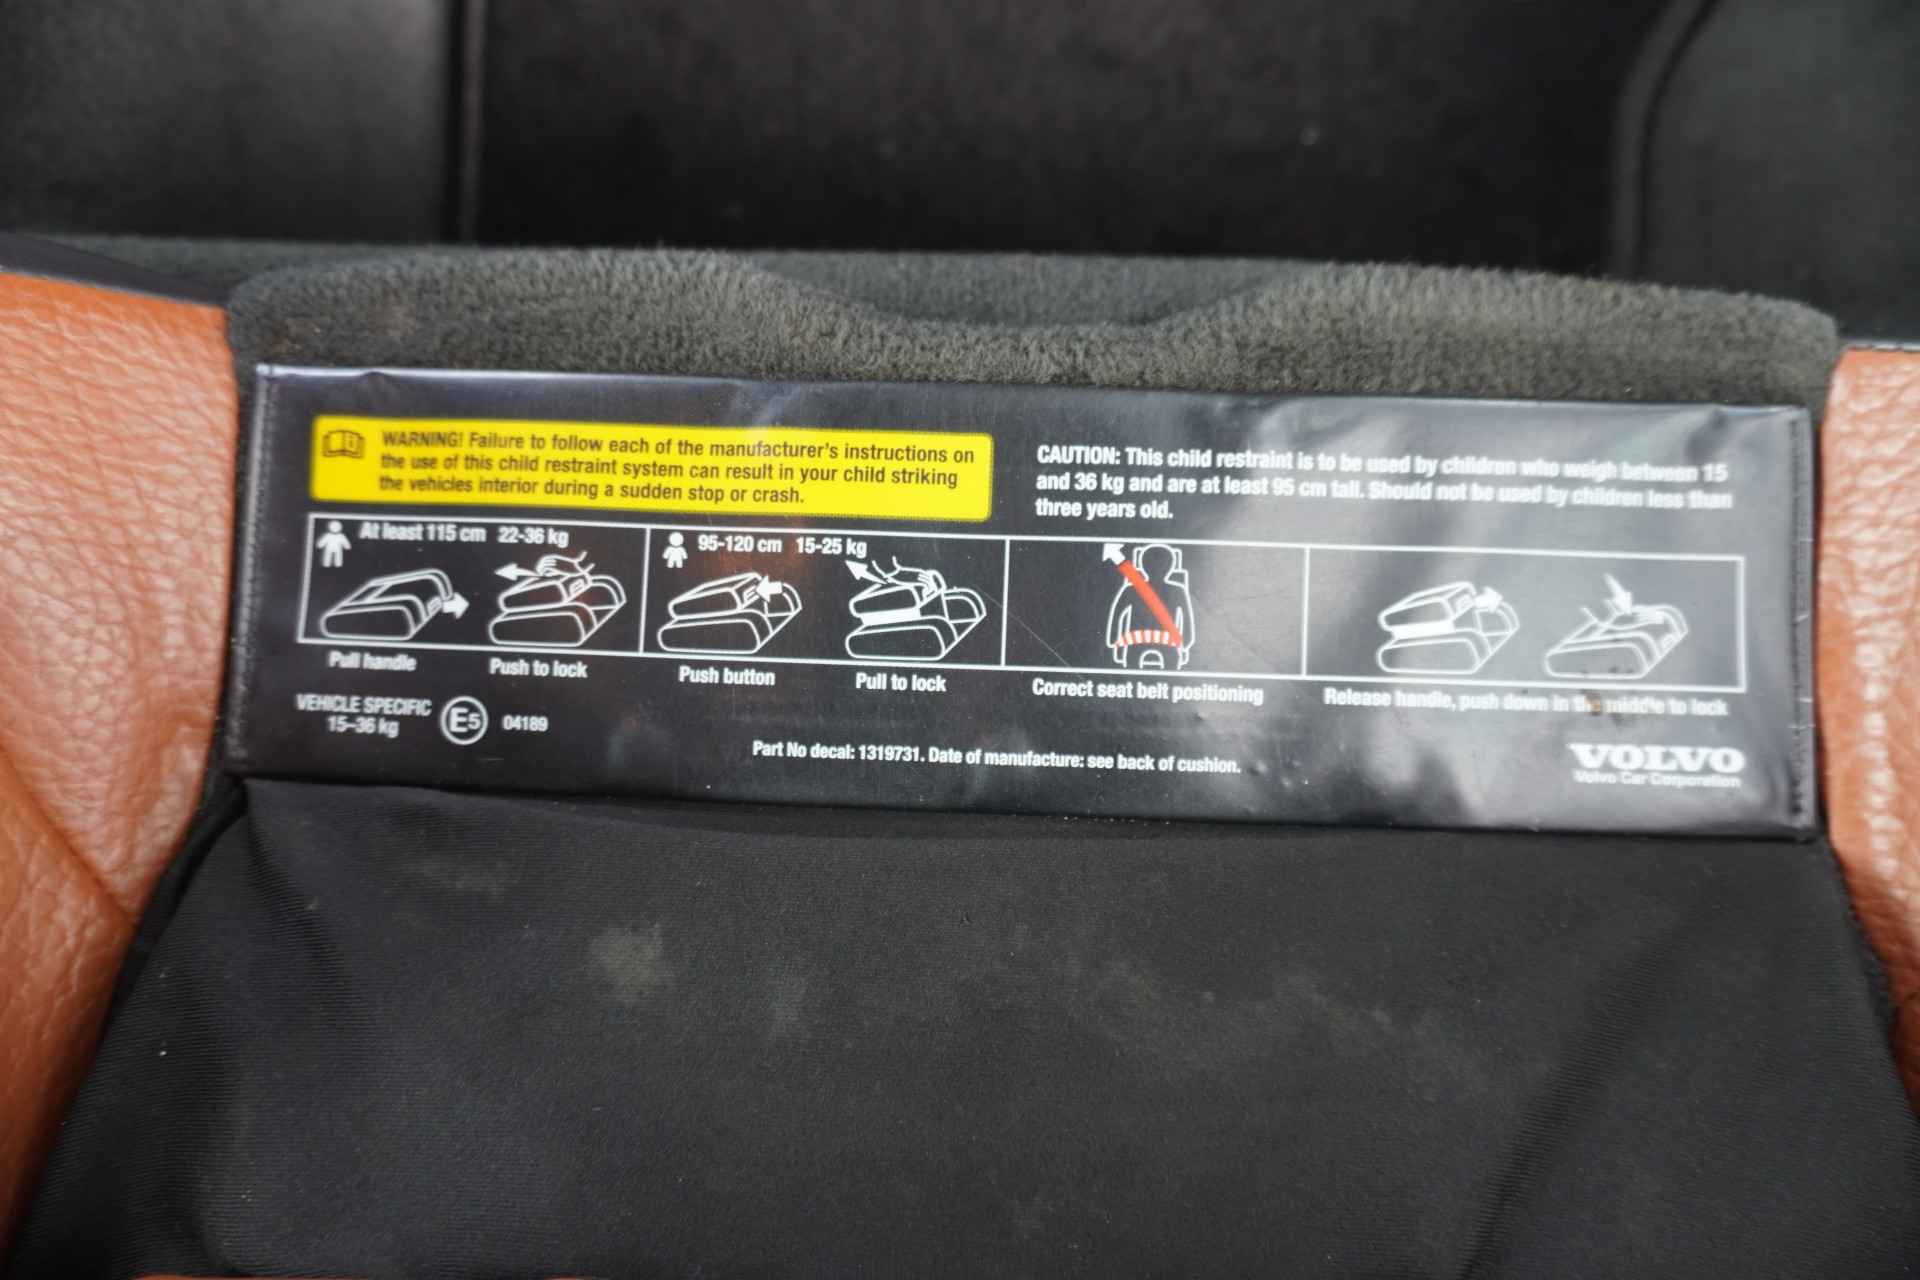 WARNING! Failure to follow each of the manufacturer's instructions on
the use of this child restraint system can result in your child striking
the vehicles interior during a sudden stop or crash.
CAUTION: This child restraint is to be used by children who weigh between 15
and 36 kg and are at least 95 cm tall. Should not be used by children less than
three years old.
At least 115 cm 22-36 kg
95-120 cm 15-25 kg
Pull handle
Push to lock
Push button
Pull to lock
Correct seat belt positioning
Release handle, push down in the middle to lock
VEHICLE SPECIFIC
15–36 kg
E5
04189
Part No decal: 1319731. Date of manufacture: see back of cushion.
VOLVO
Volvo Car Corporation